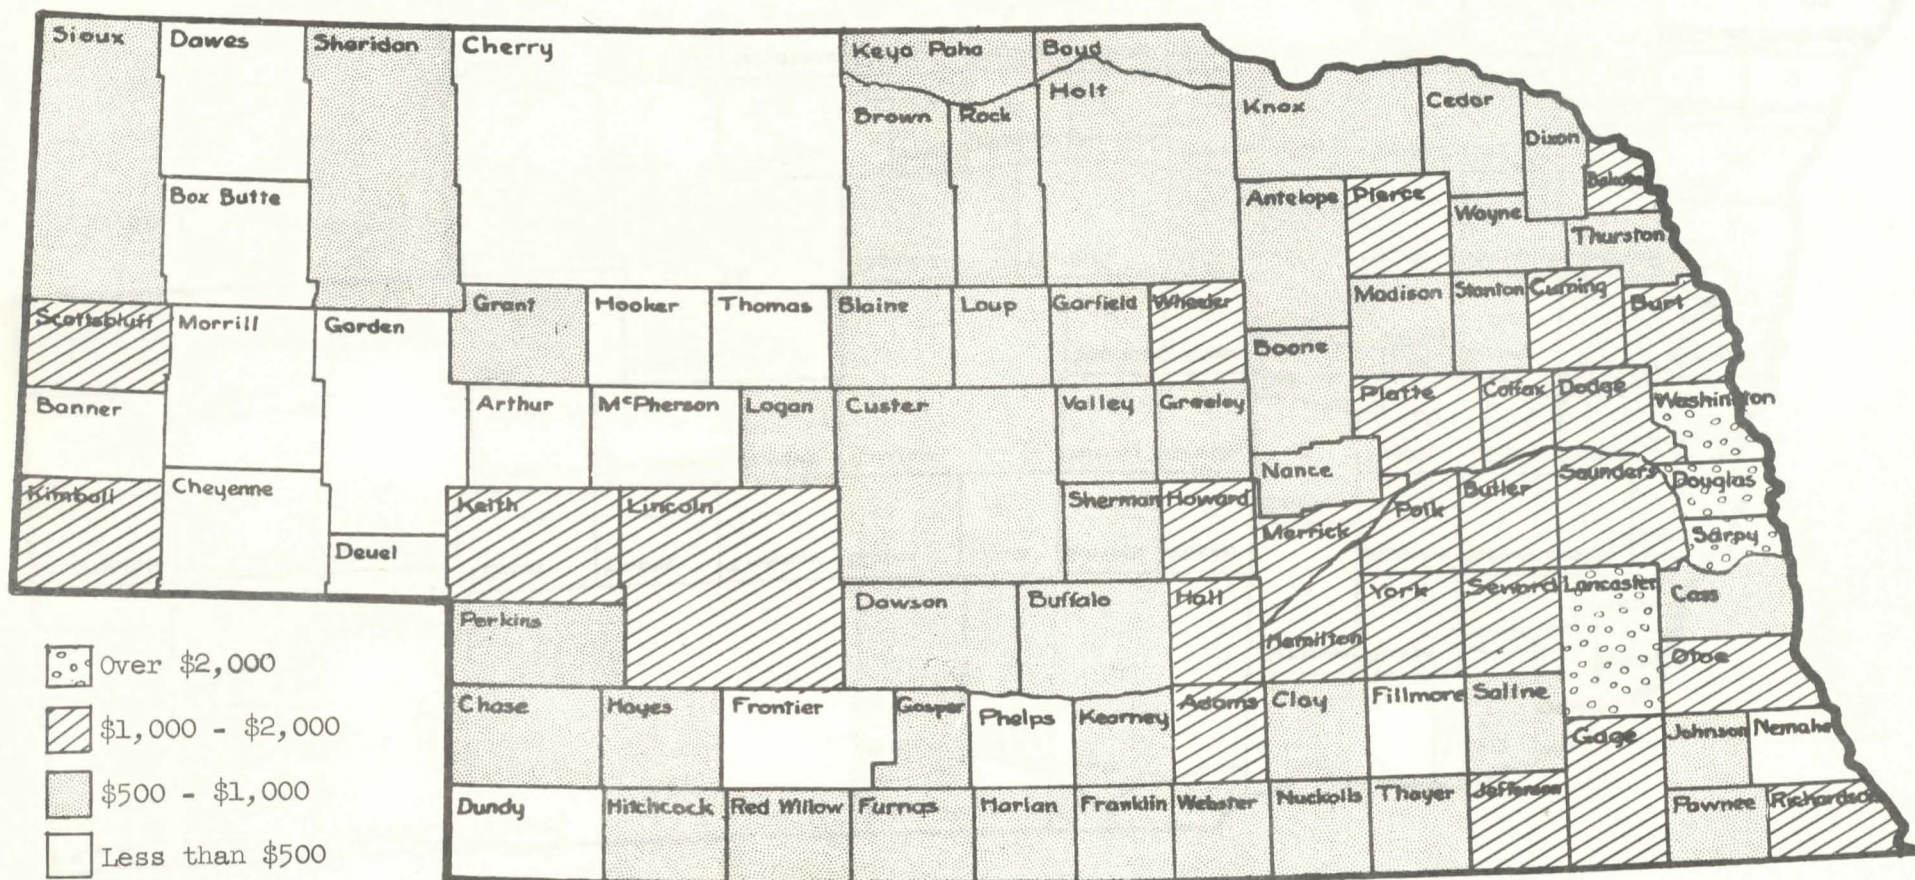 Sioux
Dawes
Sheridan
Cherry
Keya Paha
Boyd
Holt
Brown
Rock
Knox
Cedar
Dixon
Dakota
Box Butte
Antelope
Pierce
Wayne
Thurston
Scottsbluff
Morrill
Garden
Grant
Hooker
Thomas
Blaine
Loup
Garfield
Wheeler
Boone
Madison
Stanton
Cuming
Burt
Banner
Arthur
McPherson
Logan
Custer
Valley
Greeley
Platte
Colfax
Dodge
Washington
Nance
Kimball
Cheyenne
Keith
Lincoln
Sherman
Howard
Merrick
Polk
Butler
Saunders
Douglas
Sarpy
Deuel
Perkins
Dawson
Buffalo
Hall
Hamilton
York
Seward
Lancaster
Cass
Otoe
Chase
Hayes
Frontier
Gosper
Phelps
Kearney
Adams
Clay
Fillmore
Saline
Gage
Johnson
Nemaha
Dundy
Hitchcock
Red Willow
Furnas
Harlan
Franklin
Webster
Nuckolls
Thayer
Jefferson
Pawnee
Richardson
Over $2,000
$1,000 - $2,000
$500 - $1,000
Less than $500